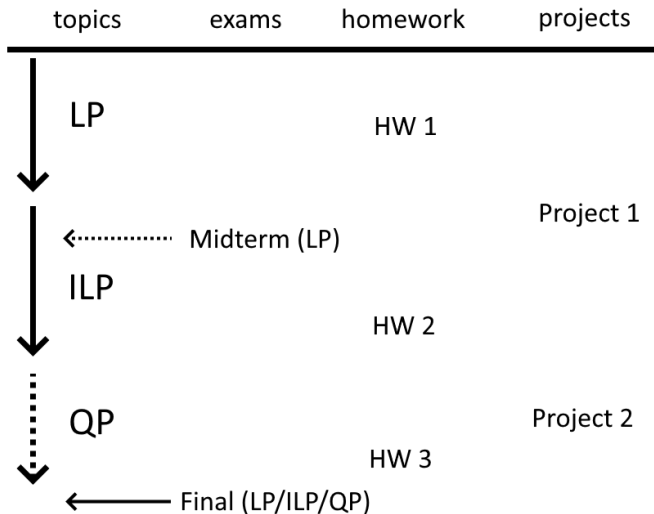 topics exams homework projects
LP
HW 1
Project 1
Midterm (LP)
ILP
HW 2
QP
Project 2
HW 3
Final (LP/ILP/QP)